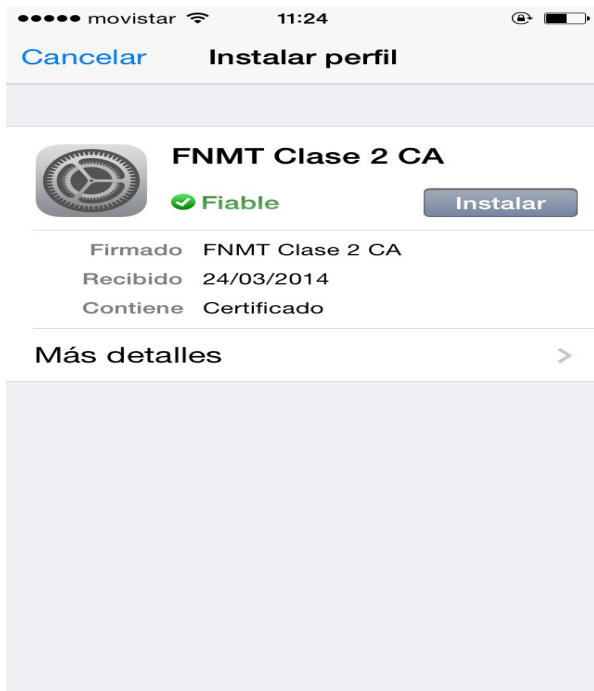 movistar 11:24
Cancelar Instalar perfil
FNMT Clase 2 CA
Fiable Instalar
Firmado FNMT Clase 2 CA
Recibido 24/03/2014
Contiene Certificado
Más detalles